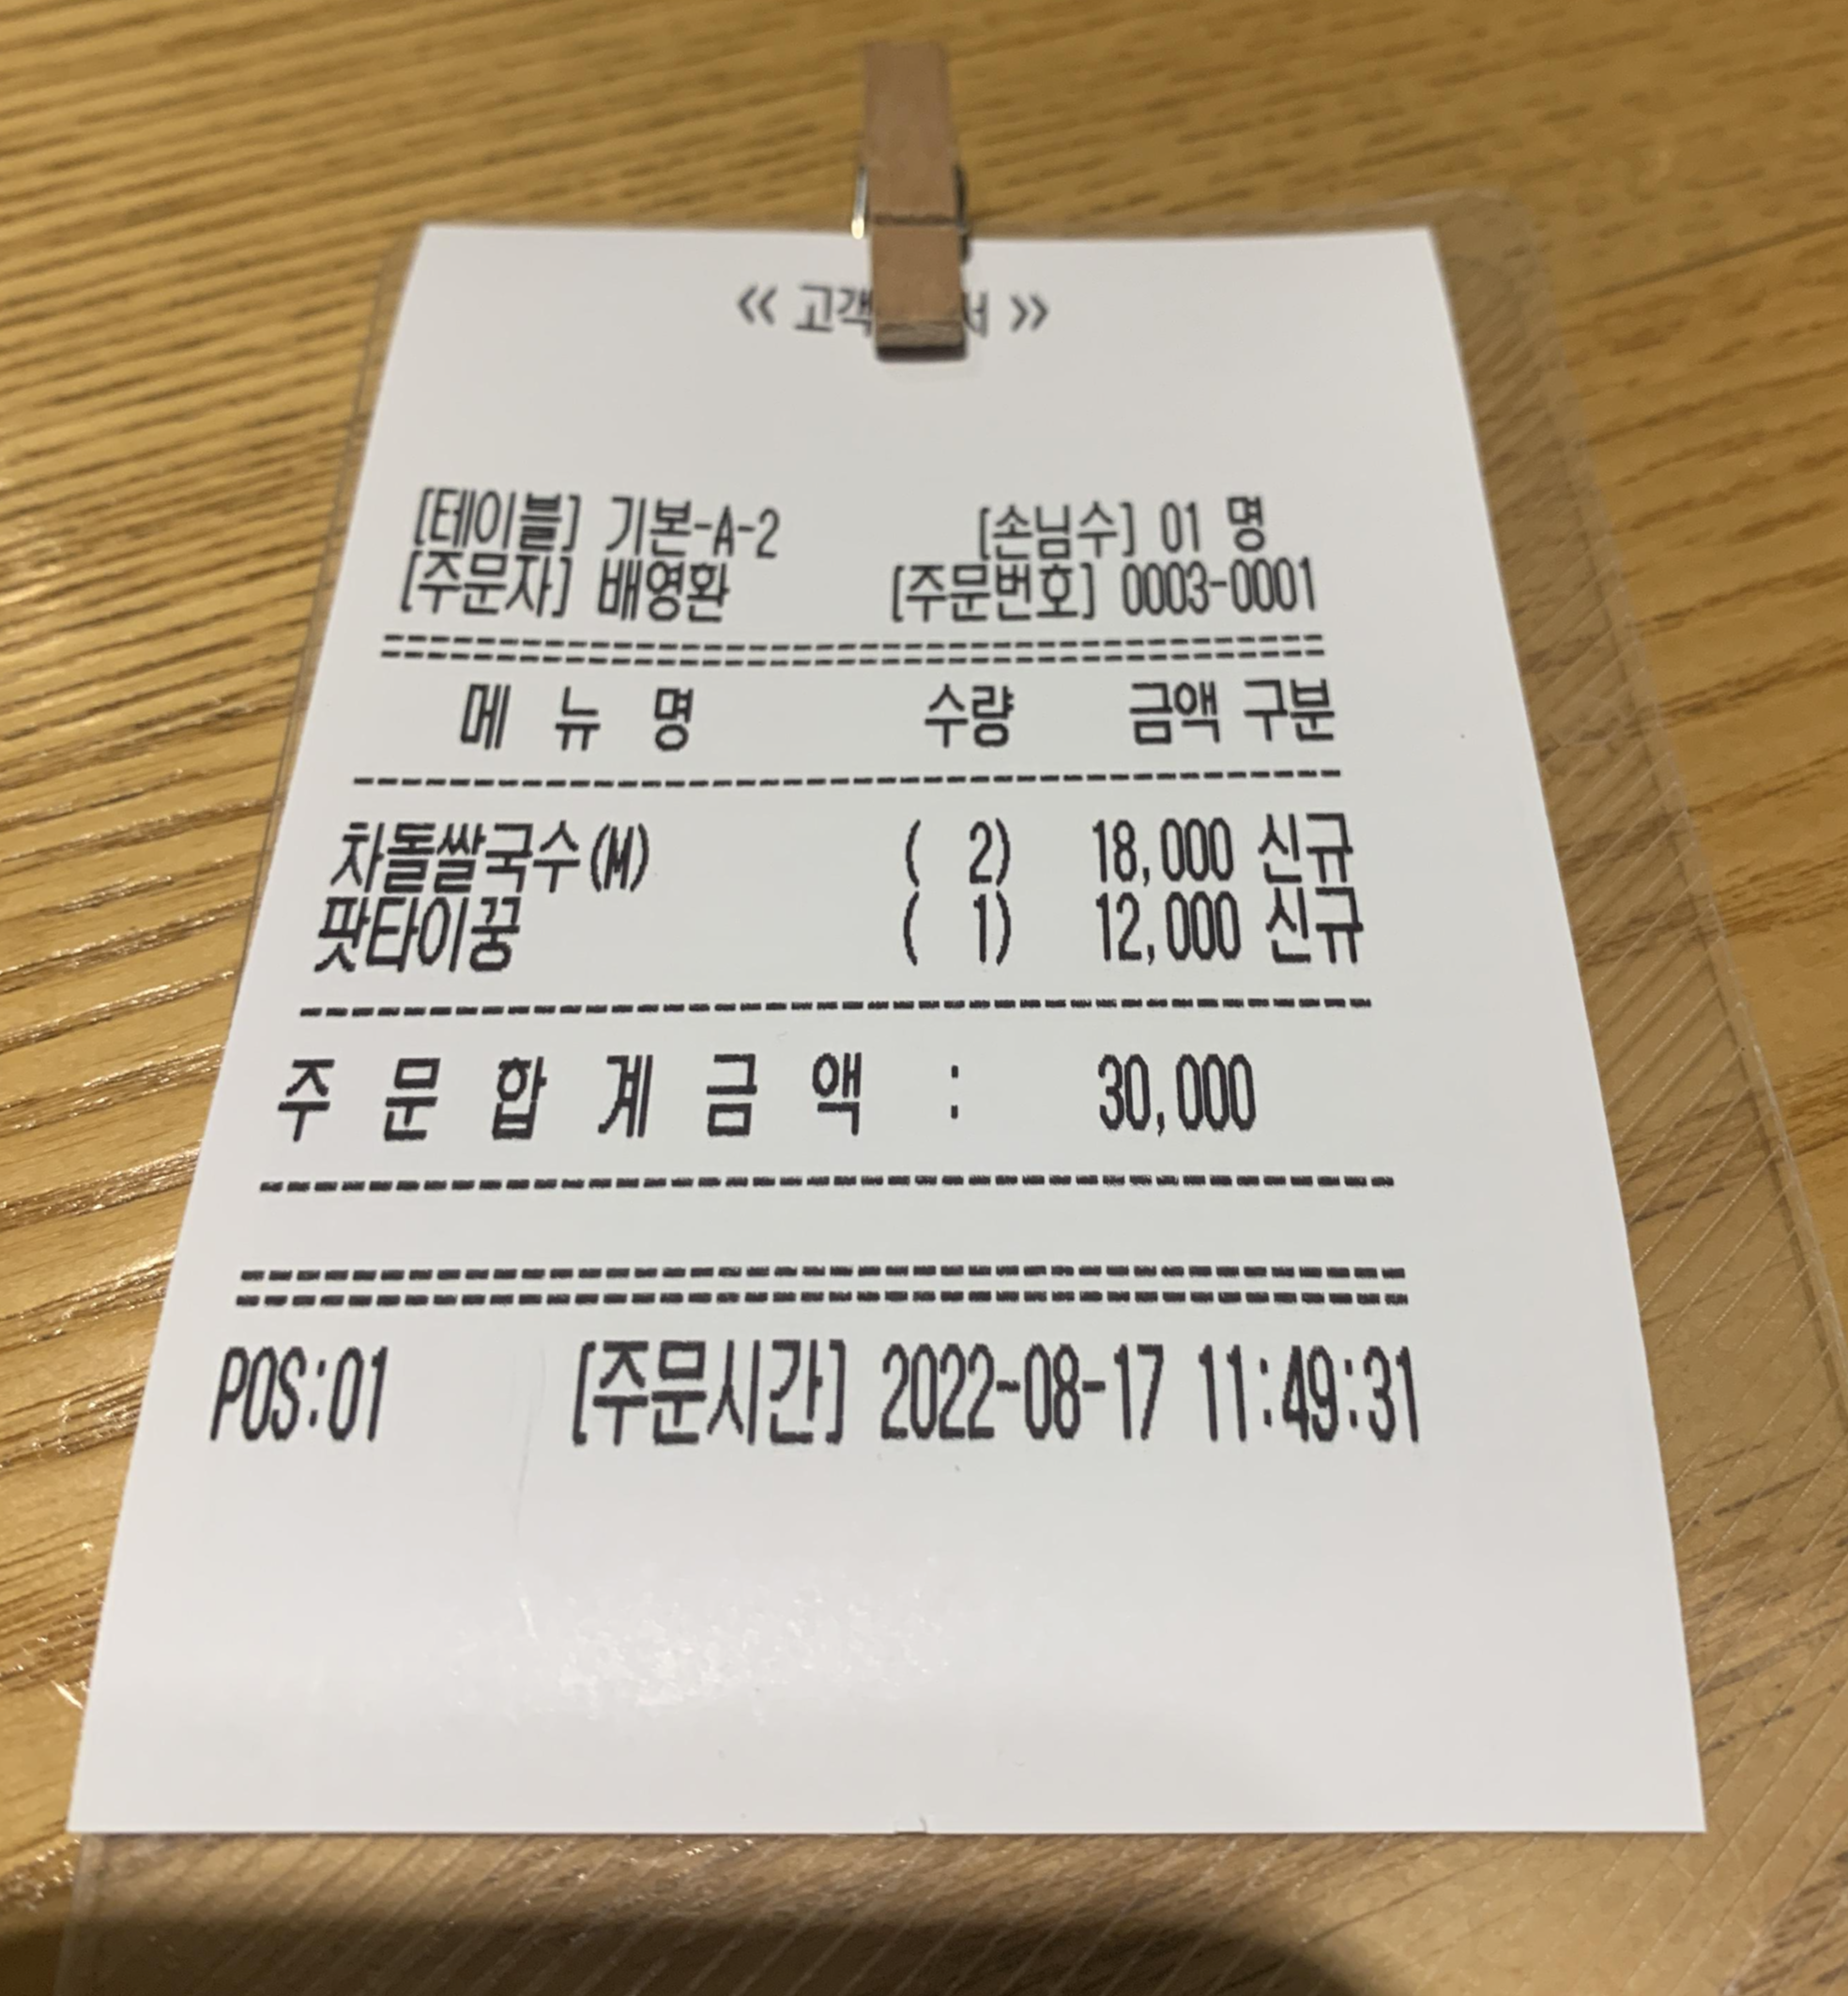 [테이블] 기본-A-2 [손님수] 01 명
[주문자] 배영환 [주문번호] 0003-0001
메 뉴 명 수량 금액 구분
차돌쌀국수(M) ( 2) 18,000 신규
팟타이꿍 ( 1) 12,000 신규
주 문 합 계 금 액 : 30,000
POS:01 [주문시간] 2022-08-17 11:49:31